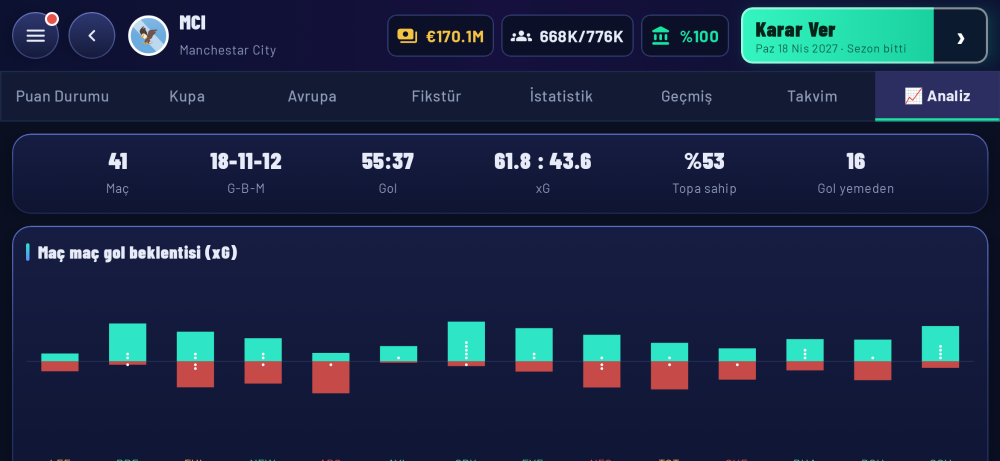 MCI
Manchestar City
€170.1M
668K/776K
%100
Karar Ver
Paz 18 Nis 2027 · Sezon bitti
Puan Durumu
Kupa
Avrupa
Fikstür
İstatistik
Geçmiş
Takvim
Analiz
41
18-11-12
55:37
61.8 : 43.6
%53
16
Maç
G-B-M
Gol
xG
Topa sahip
Gol yemeden
Maç maç gol beklentisi (xG)